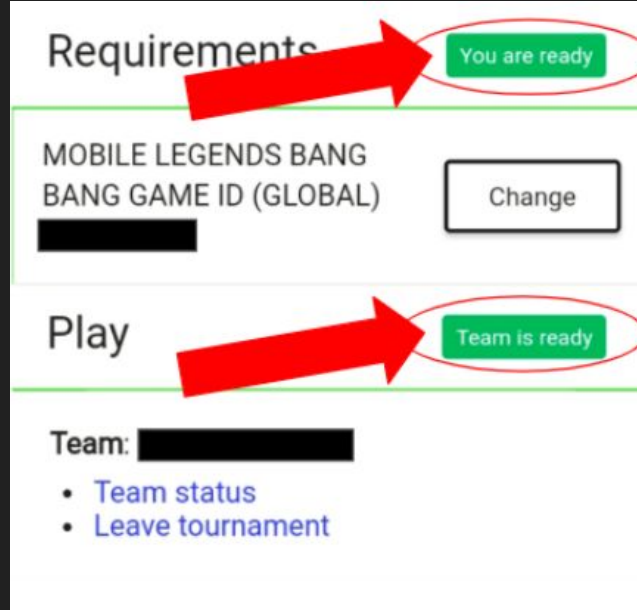 Requirements
You are ready
MOBILE LEGENDS BANG
BANG GAME ID (GLOBAL)
Change
Play
Team is ready
Team:
• Team status
• Leave tournament